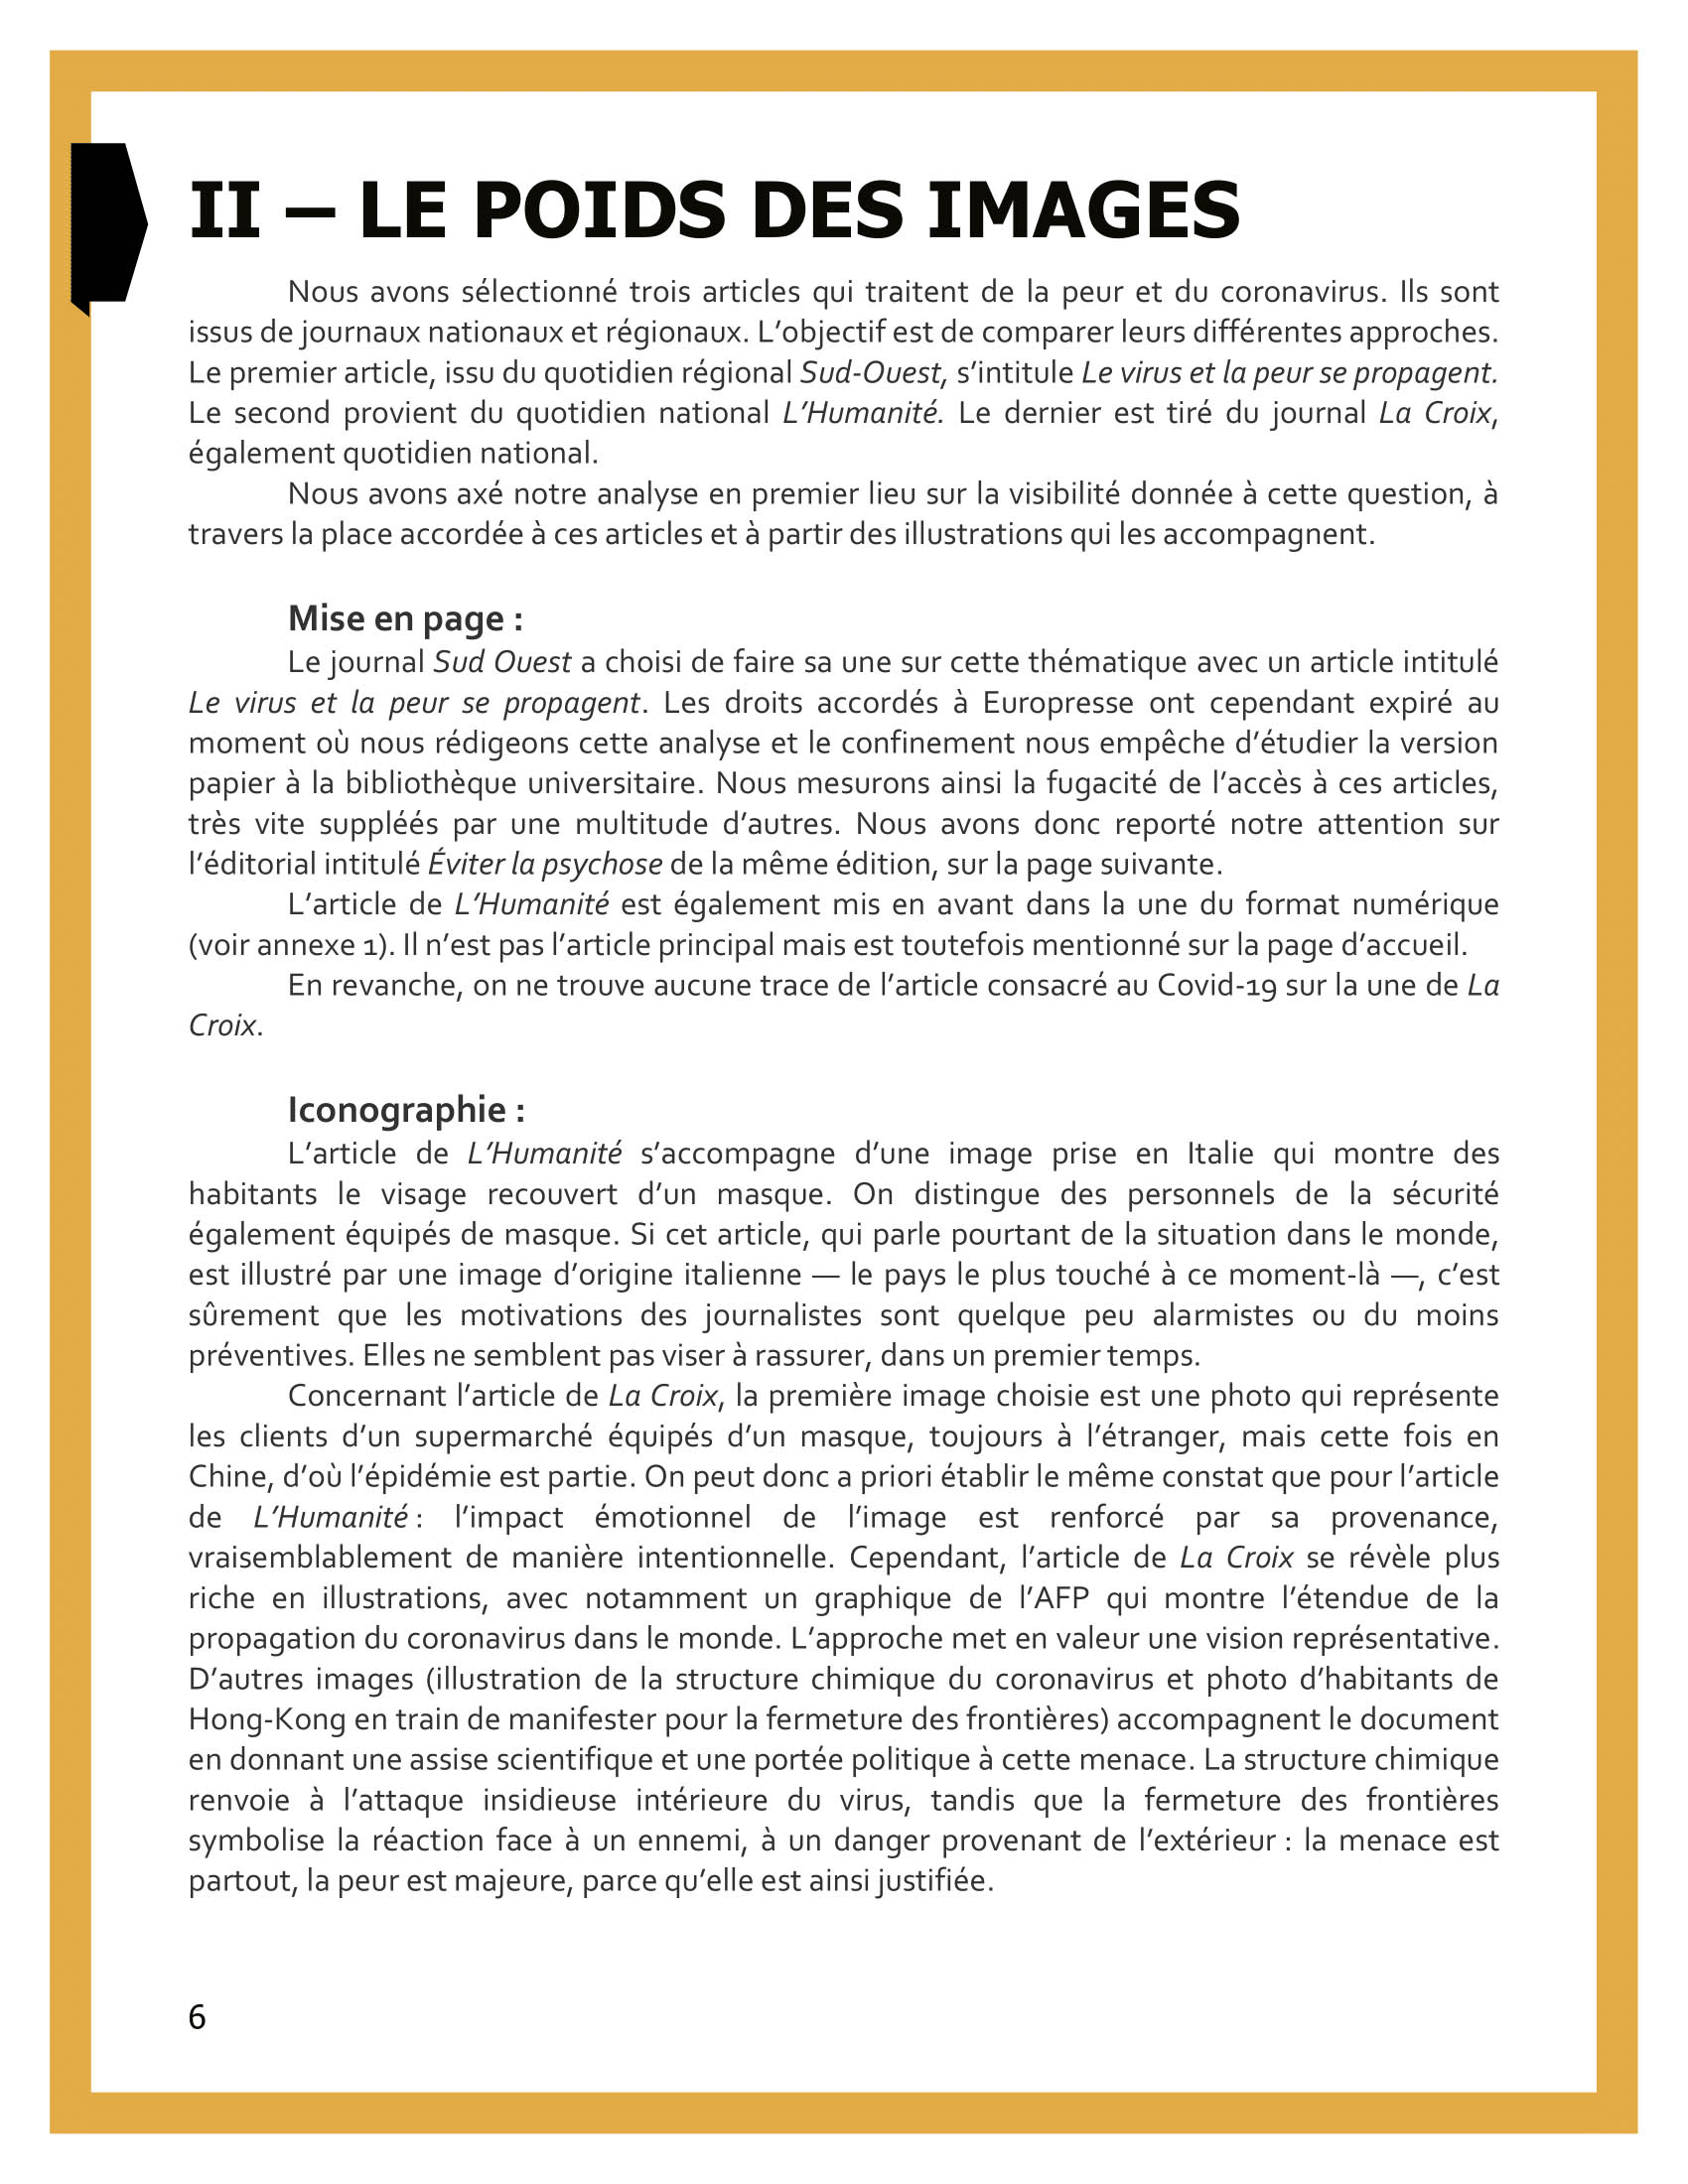 II – LE POIDS DES IMAGES
Nous avons sélectionné trois articles qui traitent de la peur et du coronavirus. Ils sont
issus de journaux nationaux et régionaux. L’objectif est de comparer leurs différentes approches.
Le premier article, issu du quotidien régional Sud-Ouest, s’intitule Le virus et la peur se propagent.
Le second provient du quotidien national L’Humanité. Le dernier est tiré du journal La Croix,
également quotidien national.
Nous avons axé notre analyse en premier lieu sur la visibilité donnée à cette question, à
travers la place accordée à ces articles et à partir des illustrations qui les accompagnent.
Mise en page :
Le journal Sud Ouest a choisi de faire sa une sur cette thématique avec un article intitulé
Le virus et la peur se propagent. Les droits accordés à Europresse ont cependant expiré au
moment où nous rédigeons cette analyse et le confinement nous empêche d’étudier la version
papier à la bibliothèque universitaire. Nous mesurons ainsi la fugacité de l’accès à ces articles,
très vite suppléés par une multitude d’autres. Nous avons donc reporté notre attention sur
l’éditorial intitulé Éviter la psychose de la même édition, sur la page suivante.
L’article de L’Humanité est également mis en avant dans la une du format numérique
(voir annexe 1). Il n’est pas l’article principal mais est toutefois mentionné sur la page d’accueil.
En revanche, on ne trouve aucune trace de l’article consacré au Covid-19 sur la une de La
Croix.
Iconographie :
L’article de L’Humanité s’accompagne d’une image prise en Italie qui montre des
habitants le visage recouvert d’un masque. On distingue des personnels de la sécurité
également équipés de masque. Si cet article, qui parle pourtant de la situation dans le monde,
est illustré par une image d’origine italienne — le pays le plus touché à ce moment-là —, c’est
sûrement que les motivations des journalistes sont quelque peu alarmistes ou du moins
préventives. Elles ne semblent pas viser à rassurer, dans un premier temps.
Concernant l’article de La Croix, la première image choisie est une photo qui représente
les clients d’un supermarché équipés d’un masque, toujours à l’étranger, mais cette fois en
Chine, d’où l’épidémie est partie. On peut donc a priori établir le même constat que pour l’article
de L’Humanité : l’impact émotionnel de l’image est renforcé par sa provenance,
vraisemblablement de manière intentionnelle. Cependant, l’article de La Croix se révèle plus
riche en illustrations, avec notamment un graphique de l’AFP qui montre l’étendue de la
propagation du coronavirus dans le monde. L’approche met en valeur une vision représentative.
D’autres images (illustration de la structure chimique du coronavirus et photo d’habitants de
Hong-Kong en train de manifester pour la fermeture des frontières) accompagnent le document
en donnant une assise scientifique et une portée politique à cette menace. La structure chimique
renvoie à l’attaque insidieuse intérieure du virus, tandis que la fermeture des frontières
symbolise la réaction face à un ennemi, à un danger provenant de l’extérieur : la menace est
partout, la peur est majeure, parce qu’elle est ainsi justifiée.
6